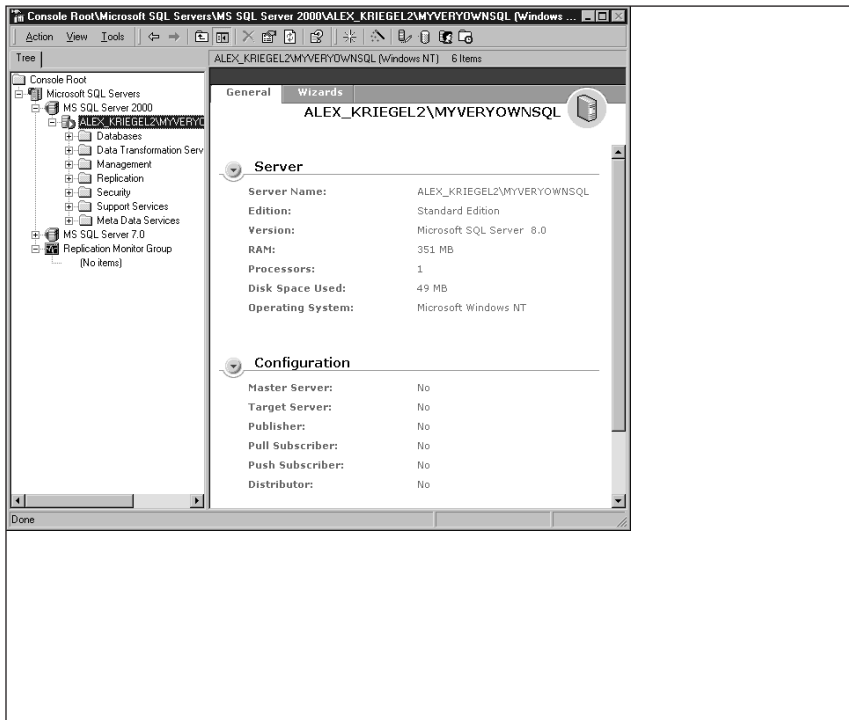 Console Root\Microsoft SQL Servers\MS SQL Server 2000\ALEX_KRIEGEL2\MYVERYOWNSQL (Windows ...
Action View Tools
Tree
ALEX_KRIEGEL2\MYVERYOWNSQL (Windows NT) 6 Items
Console Root
Microsoft SQL Servers
MS SQL Server 2000
ALEX_KRIEGEL2\MYVERYO
Databases
Data Transformation Serv
Management
Replication
Security
Support Services
Meta Data Services
MS SQL Server 7.0
Replication Monitor Group
(No items)
General Wizards
ALEX_KRIEGEL2\MYVERYOWNSQL
Server
Server Name: ALEX_KRIEGEL2\MYVERYOWNSQL
Edition: Standard Edition
Version: Microsoft SQL Server 8.0
RAM: 351 MB
Processors: 1
Disk Space Used: 49 MB
Operating System: Microsoft Windows NT
Configuration
Master Server: No
Target Server: No
Publisher: No
Pull Subscriber: No
Push Subscriber: No
Distributor: No
Done